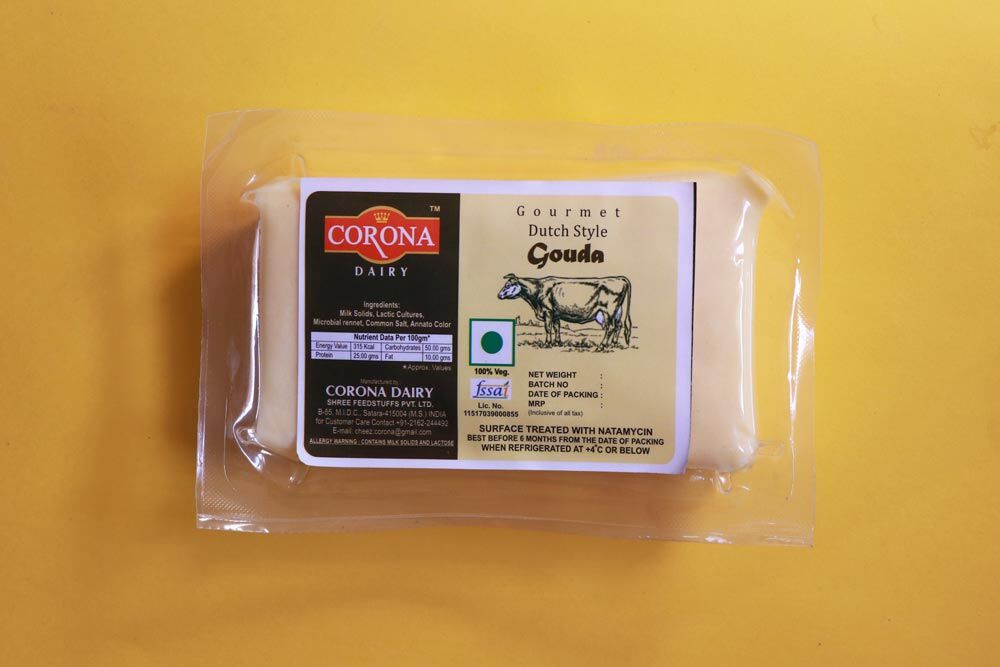 TM
CORONA
DAIRY
Ingredients:
Milk Solids, Lactic Cultures,
Microbial rennet, Common Salt, Annato Color
Nutrient Data Per 100gm*
Energy Value 315 Kcal Carbohydrates 50.00 gms
Protein 25.00 gms Fat 10.00 gms
*Approx. Values
Manufactured by
CORONA DAIRY
SHREE FEEDSTUFFS PVT. LTD.
B-55, M.I.D.C., Satara-415004 (M.S.) INDIA
for Customer Care Contact +91-2162-244492
E-mail: cheez.corona@gmail.com
ALLERGY WARNING : CONTAINS MILK SOLIDS AND LACTOSE
Gourmet
Dutch Style
Gouda
100% Veg.
fssai
Lic. No.
11517039000855
NET WEIGHT :
BATCH NO :
DATE OF PACKING :
MRP :
(Inclusive of all tax)
SURFACE TREATED WITH NATAMYCIN
BEST BEFORE 6 MONTHS FROM THE DATE OF PACKING
WHEN REFRIGERATED AT +4°C OR BELOW